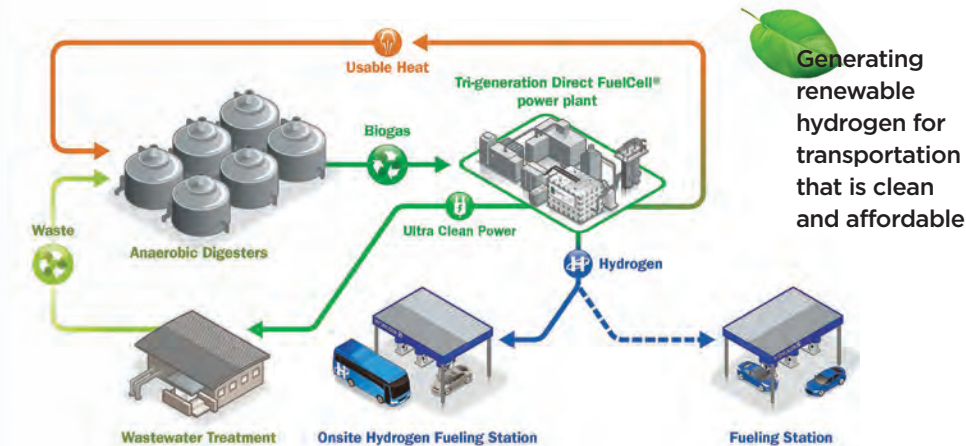 Usable Heat
Tri-generation Direct FuelCell®
power plant
Generating
renewable
hydrogen for
transportation
that is clean
and affordable
Biogas
Waste
Anaerobic Digesters
Ultra Clean Power
Hydrogen
Wastewater Treatment
Onsite Hydrogen Fueling Station
Fueling Station